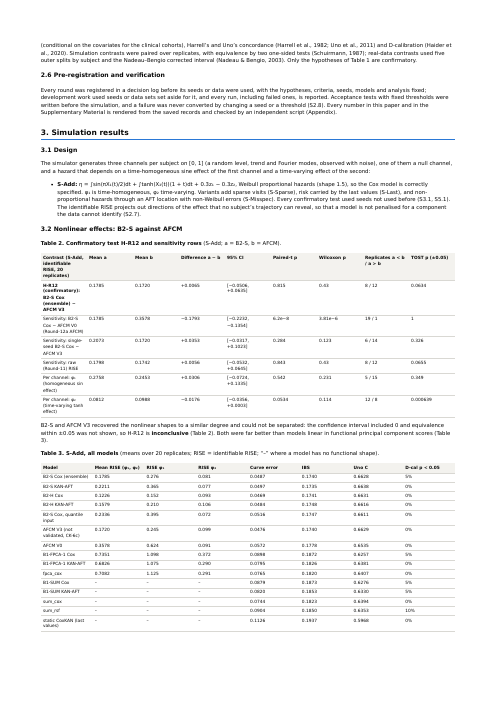 (conditional on the covariates for the clinical cohorts), Harrell's and Uno's concordance (Harrell et al., 1982; Uno et al., 2011) and D-calibration (Haider et
al., 2020). Simulation contrasts were paired over replicates, with equivalence by two one-sided tests (Schuirmann, 1987); real-data contrasts used five
outer splits by subject and the Nadeau-Bengio corrected interval (Nadeau & Bengio, 2003). Only the hypotheses of Table 1 are confirmatory.
2.6 Pre-registration and verification
Every round was registered in a decision log before its seeds or data were used, with the hypotheses, criteria, seeds, models and analysis fixed;
development work used seeds or data sets set aside for it, and every run, including failed ones, is reported. Acceptance tests with fixed thresholds were
written before the simulation, and a failure was never converted by changing a seed or a threshold (S2.8). Every number in this paper and in the
Supplementary Material is rendered from the saved records and checked by an independent script (Appendix).
3. Simulation results
3.1 Design
The simulator generates three channels per subject on [0, 1] (a random level, trend and Fourier modes, observed with noise), one of them a null channel,
and a hazard that depends on a time-homogeneous sine effect of the first channel and a time-varying effect of the second:
• S-Add: η = ∫sin(πX₁(t)/2)dt + ∫tanh(X₂(t))(1 + t)dt + 0.3z₁ − 0.3z₂, Weibull proportional hazards (shape 1.5), so the Cox model is correctly
specified. φ₁ is time-homogeneous, φ₂ time-varying. Variants add sparse visits (S-Sparse), risk carried by the last values (S-Last), and non-
proportional hazards through an AFT location with non-Weibull errors (S-Misspec). Every confirmatory test used seeds not used before (S3.1, S5.1).
The identifiable RISE projects out directions of the effect that no subject's trajectory can reveal, so that a model is not penalised for a component
the data cannot identify (S2.7).
3.2 Nonlinear effects: B2-S against AFCM
Table 2. Confirmatory test H-R12 and sensitivity rows (S-Add; a = B2-S, b = AFCM).
Contrast (S-Add, identifiable RISE, 20 replicates) Mean a Mean b Difference a − b 95% CI Paired-t p Wilcoxon p Replicates a < b / a > b TOST p (±0.05)
H-R12 (confirmatory): B2-S Cox (ensemble) − AFCM V3 0.1785 0.1720 +0.0065 [−0.0506, +0.0635] 0.815 0.43 8 / 12 0.0634
Sensitivity: B2-S Cox − AFCM V0 (Round-12a AFCM) 0.1785 0.3578 −0.1793 [−0.2232, −0.1354] 6.2e−8 3.81e−6 19 / 1 1
Sensitivity: single-seed B2-S Cox − AFCM V3 0.2073 0.1720 +0.0353 [−0.0317, +0.1023] 0.284 0.123 6 / 14 0.326
Sensitivity: raw (Round-11) RISE 0.1798 0.1742 +0.0056 [−0.0532, +0.0645] 0.843 0.43 8 / 12 0.0655
Per channel: φ₁ (homogeneous sin effect) 0.2758 0.2453 +0.0306 [−0.0724, +0.1335] 0.542 0.231 5 / 15 0.349
Per channel: φ₂ (time-varying tanh effect) 0.0812 0.0988 −0.0176 [−0.0356, +0.0003] 0.0534 0.114 12 / 8 0.000639
B2-S and AFCM V3 recovered the nonlinear shapes to a similar degree and could not be separated: the confidence interval included 0 and equivalence
within ±0.05 was not shown, so H-R12 is inconclusive (Table 2). Both were far better than models linear in functional principal component scores (Table
3).
Table 3. S-Add, all models (means over 20 replicates; RISE = identifiable RISE; "–" where a model has no functional shape).
Model Mean RISE (φ₁, φ₂) RISE φ₁ RISE φ₂ Curve error IBS Uno C D-cal p < 0.05
B2-S Cox (ensemble) 0.1785 0.276 0.081 0.0487 0.1740 0.6628 5%
B2-S KAN-AFT 0.2211 0.365 0.077 0.0497 0.1735 0.6638 0%
B2-H Cox 0.1226 0.152 0.093 0.0469 0.1741 0.6631 0%
B2-H KAN-AFT 0.1579 0.210 0.106 0.0484 0.1748 0.6616 0%
B2-S Cox, quantile input 0.2336 0.395 0.072 0.0516 0.1747 0.6611 0%
AFCM V3 (not validated, CK-6c) 0.1720 0.245 0.099 0.0476 0.1740 0.6629 0%
AFCM V0 0.3578 0.624 0.091 0.0572 0.1778 0.6535 0%
B1-FPCA-1 Cox 0.7351 1.098 0.372 0.0898 0.1872 0.6257 5%
B1-FPCA-1 KAN-AFT 0.6826 1.075 0.290 0.0795 0.1826 0.6381 0%
fpca_cox 0.7082 1.125 0.291 0.0765 0.1820 0.6407 0%
B1-SUM Cox – – – 0.0879 0.1873 0.6276 5%
B1-SUM KAN-AFT – – – 0.0820 0.1853 0.6330 5%
sum_cox – – – 0.0744 0.1823 0.6394 0%
sum_rsf – – – 0.0904 0.1850 0.6353 10%
static CoxKAN (last values) – – – 0.1126 0.1937 0.5968 0%